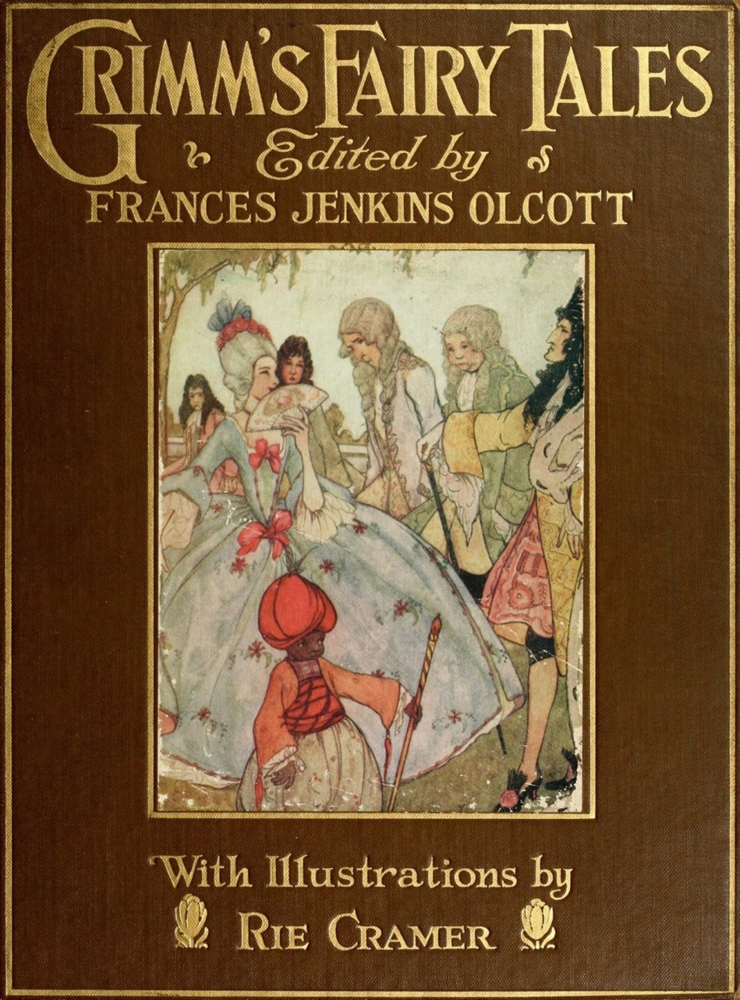 GRIMM'S FAIRY TALES
Edited by
FRANCES JENKINS OLCOTT
With Illustrations by
RIE CRAMER